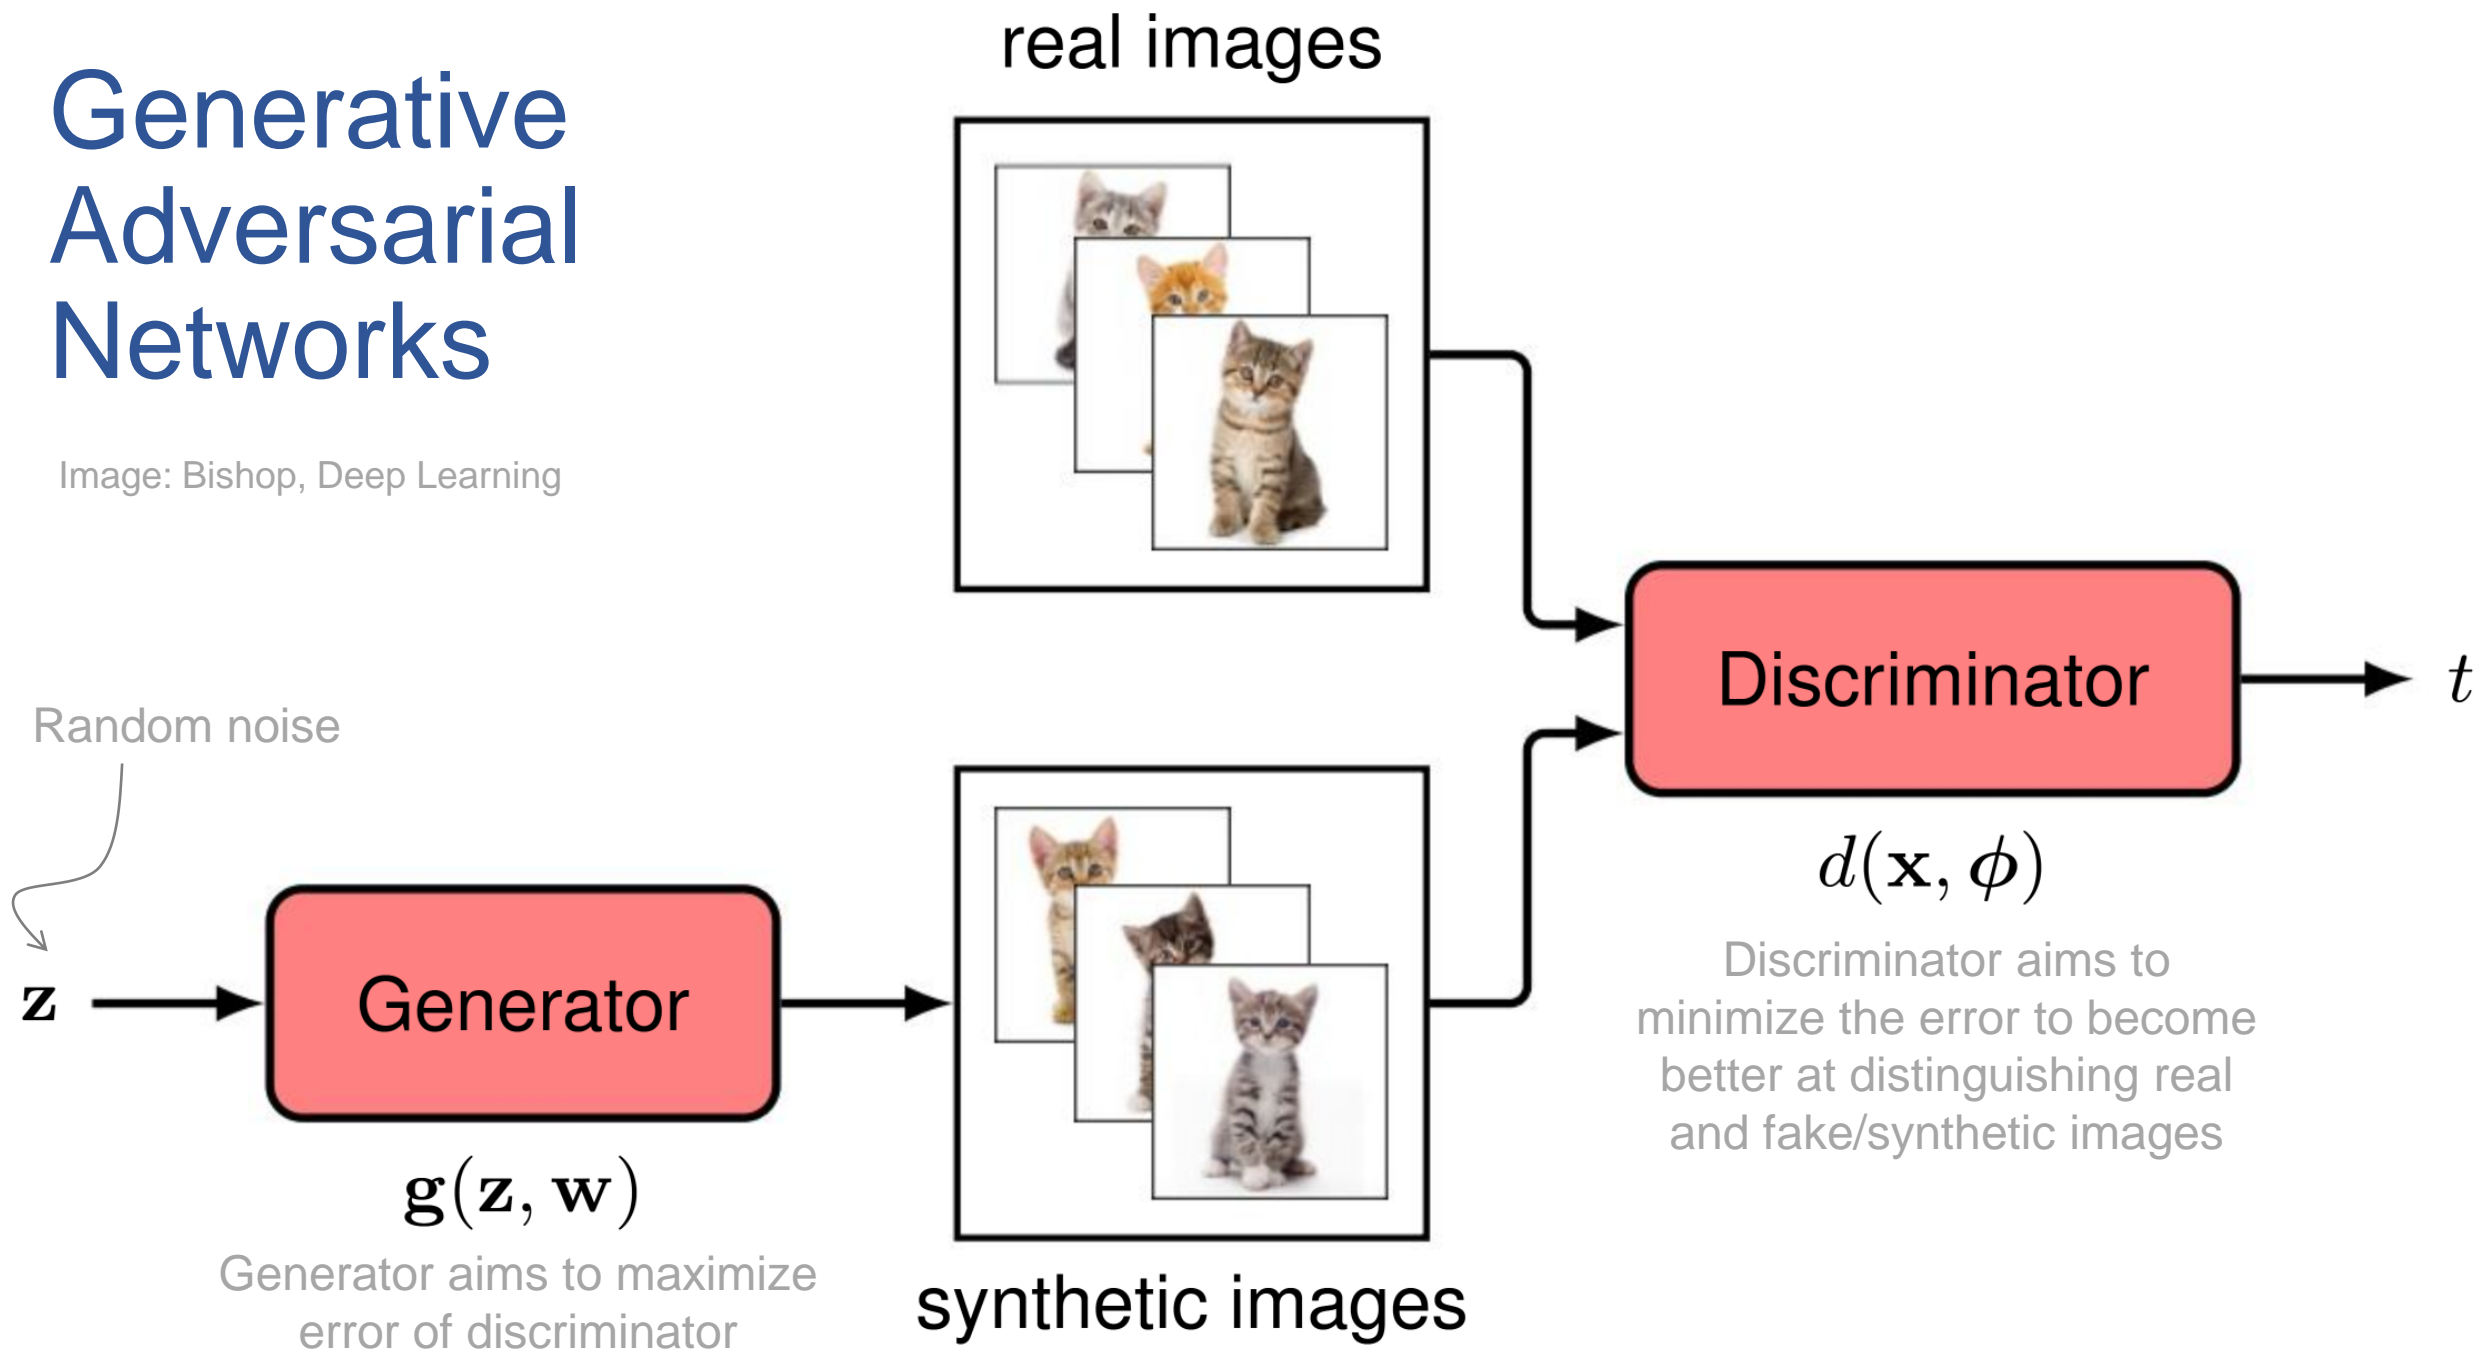 Generative
Adversarial
Networks
Image: Bishop, Deep Learning
real images
Random noise
z
Generator
g(z, w)
Generator aims to maximize
error of discriminator
synthetic images
Discriminator
t
d(x, ϕ)
Discriminator aims to
minimize the error to become
better at distinguishing real
and fake/synthetic images